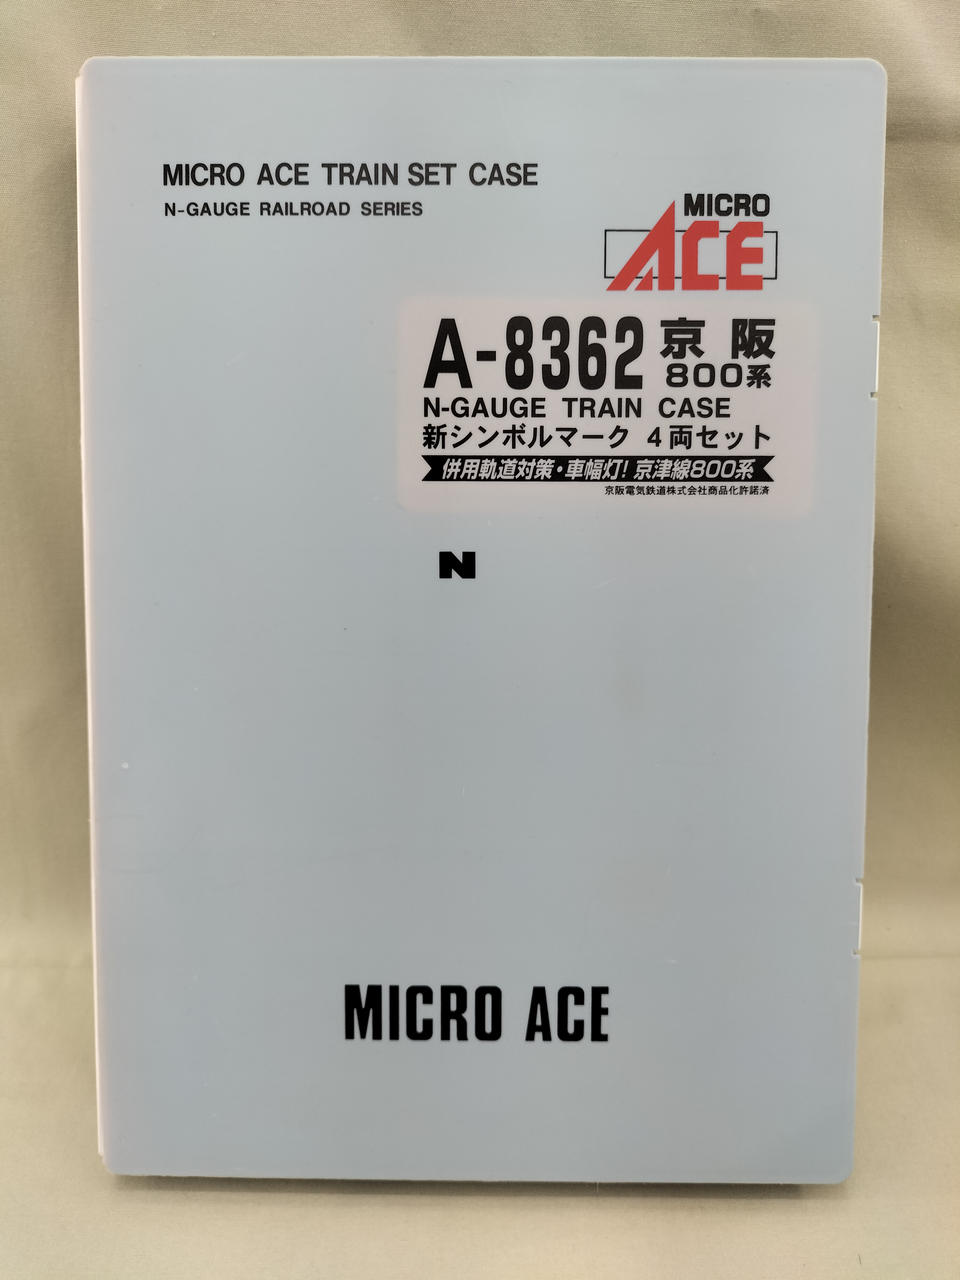 MICRO ACE TRAIN SET CASE
N-GAUGE RAILROAD SERIES
MICRO
ACE
A-8362 京阪
800系
N-GAUGE TRAIN CASE
新シンボルマーク 4両セット
併用軌道対策・車幅灯! 京津線800系
京阪電気鉄道株式会社商品化許諾済
N
MICRO ACE